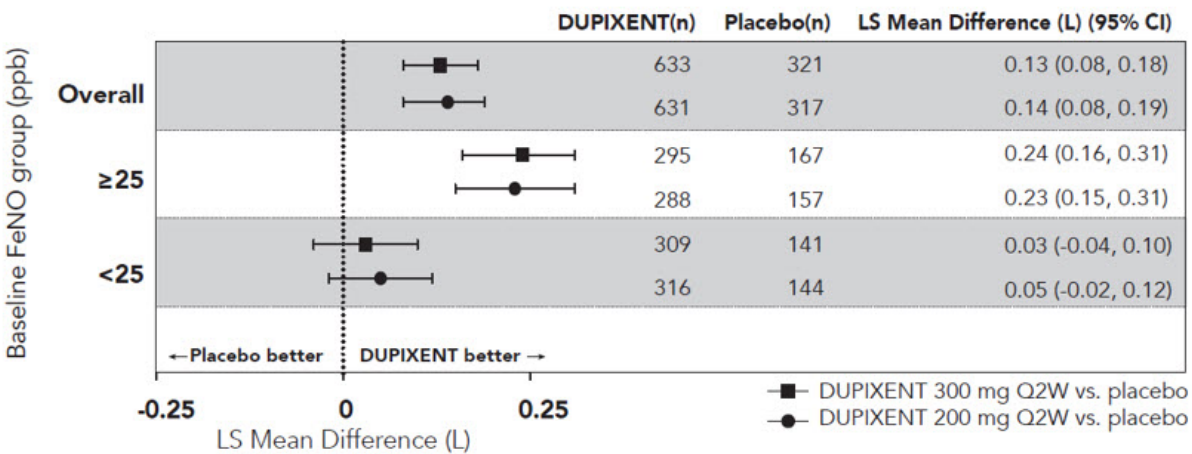 DUPIXENT(n) Placebo(n) LS Mean Difference (L) (95% CI)
Baseline FeNO group (ppb)
Overall
633 321 0.13 (0.08, 0.18)
631 317 0.14 (0.08, 0.19)
≥25
295 167 0.24 (0.16, 0.31)
288 157 0.23 (0.15, 0.31)
<25
309 141 0.03 (-0.04, 0.10)
316 144 0.05 (-0.02, 0.12)
←Placebo better DUPIXENT better →
-0.25 0 0.25
LS Mean Difference (L)
DUPIXENT 300 mg Q2W vs. placebo
DUPIXENT 200 mg Q2W vs. placebo